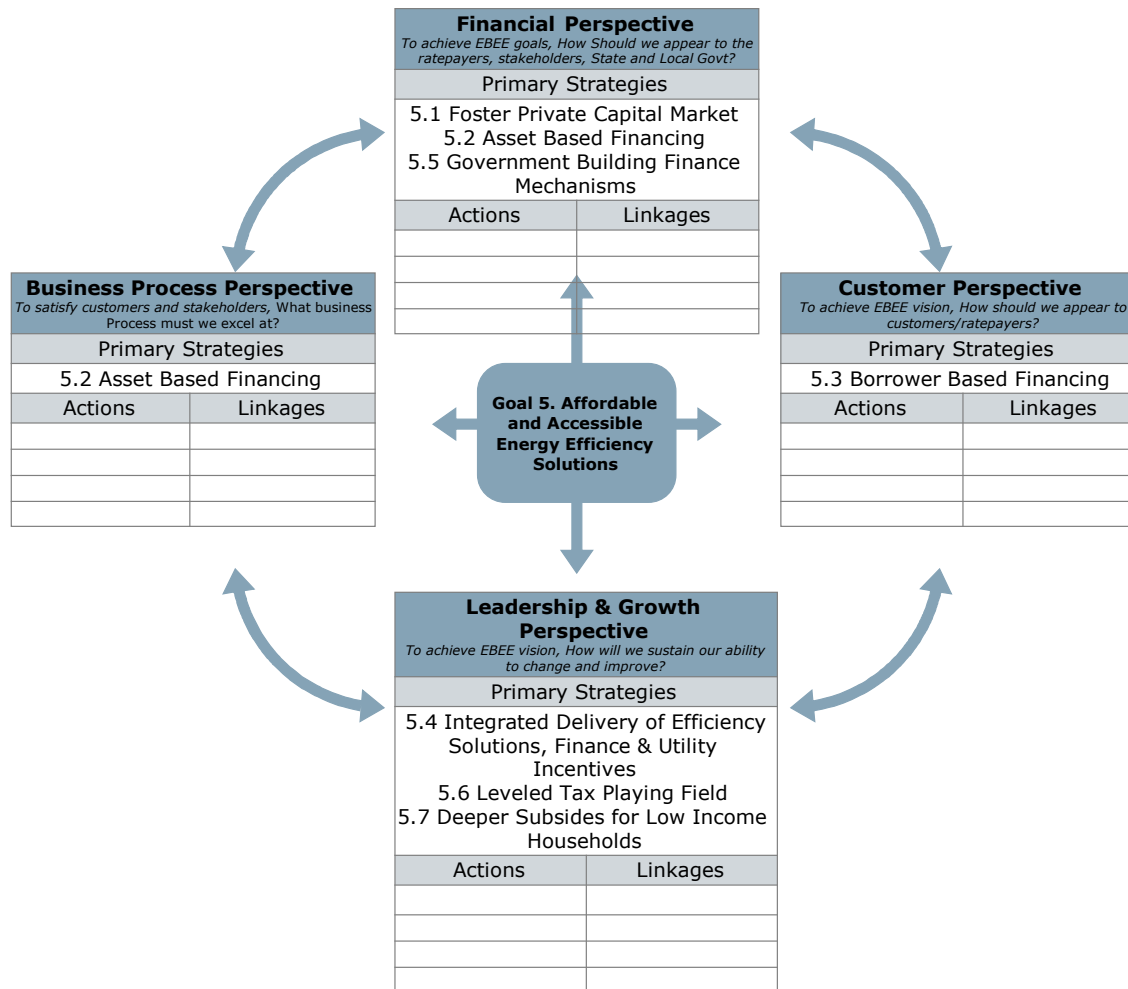 Financial Perspective
To achieve EBEE goals, How Should we appear to the
ratepayers, stakeholders, State and Local Govt?
Primary Strategies
5.1 Foster Private Capital Market
5.2 Asset Based Financing
5.5 Government Building Finance
Mechanisms
Actions
Linkages
Business Process Perspective
To satisfy customers and stakeholders, What business
Process must we excel at?
Primary Strategies
5.2 Asset Based Financing
Actions
Linkages
Goal 5. Affordable
and Accessible
Energy Efficiency
Solutions
Customer Perspective
To achieve EBEE vision, How should we appear to
customers/ratepayers?
Primary Strategies
5.3 Borrower Based Financing
Actions
Linkages
Leadership & Growth
Perspective
To achieve EBEE vision, How will we sustain our ability
to change and improve?
Primary Strategies
5.4 Integrated Delivery of Efficiency
Solutions, Finance & Utility
Incentives
5.6 Leveled Tax Playing Field
5.7 Deeper Subsides for Low Income
Households
Actions
Linkages